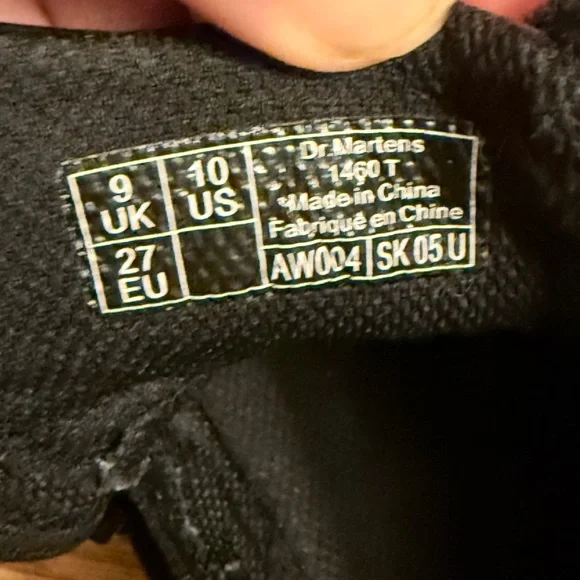 9
UK
10
US
27
EU
Dr. Martens
1460 T
Made in China
Fabriqué en Chine
AW004
SK 05 U